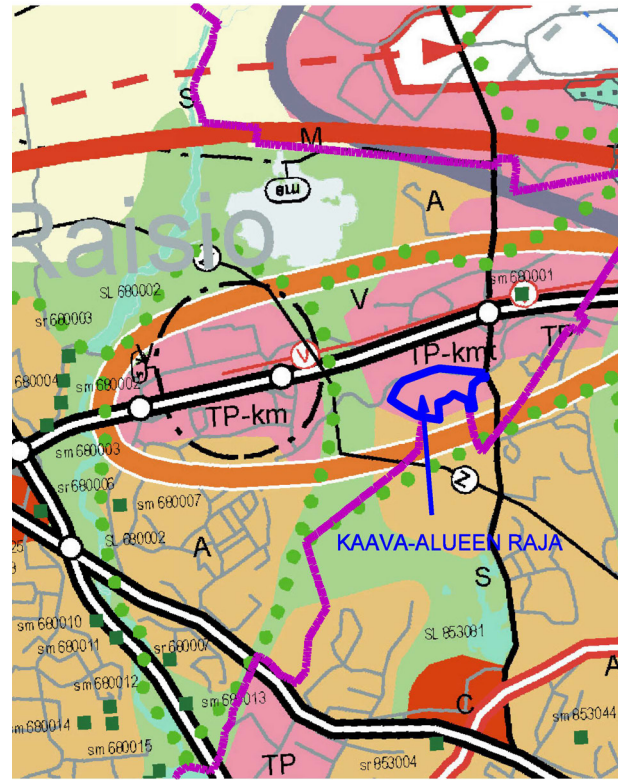 S
M
em
A
Raisio
SL 680002
sm 680001
sr 680003
V
V
TP
TP-kmt
680004
sm 680002
TP-km
sm 680003
z
sr 680006
sm 680007
KAAVA-ALUEEN RAJA
SL 680002
A
S
sm 680010
SL 853081
sm 680011
sr 680007
sm 680012
A
sm 680013
C
sm 680014
sm 853044
TP
sm 680015
sr 853004